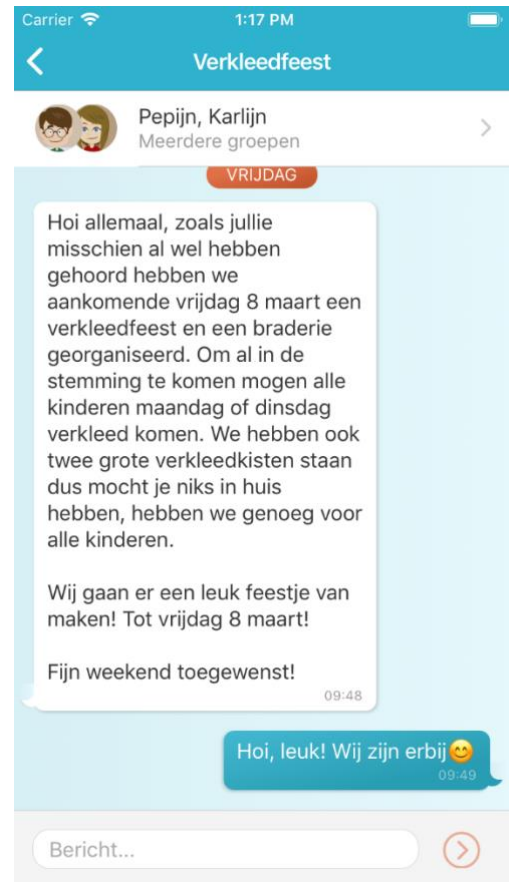 Carrier 1:17 PM
Verkleedfeest
Pepijn, Karlijn
Meerdere groepen
VRIJDAG
Hoi allemaal, zoals jullie
misschien al wel hebben
gehoord hebben we
aankomende vrijdag 8 maart een
verkleedfeest en een braderie
georganiseerd. Om al in de
stemming te komen mogen alle
kinderen maandag of dinsdag
verkleed komen. We hebben ook
twee grote verkleedkisten staan
dus mocht je niks in huis
hebben, hebben we genoeg voor
alle kinderen.
Wij gaan er een leuk feestje van
maken! Tot vrijdag 8 maart!
Fijn weekend toegewenst!
09:48
Hoi, leuk! Wij zijn erbij😊
09:49
Bericht...